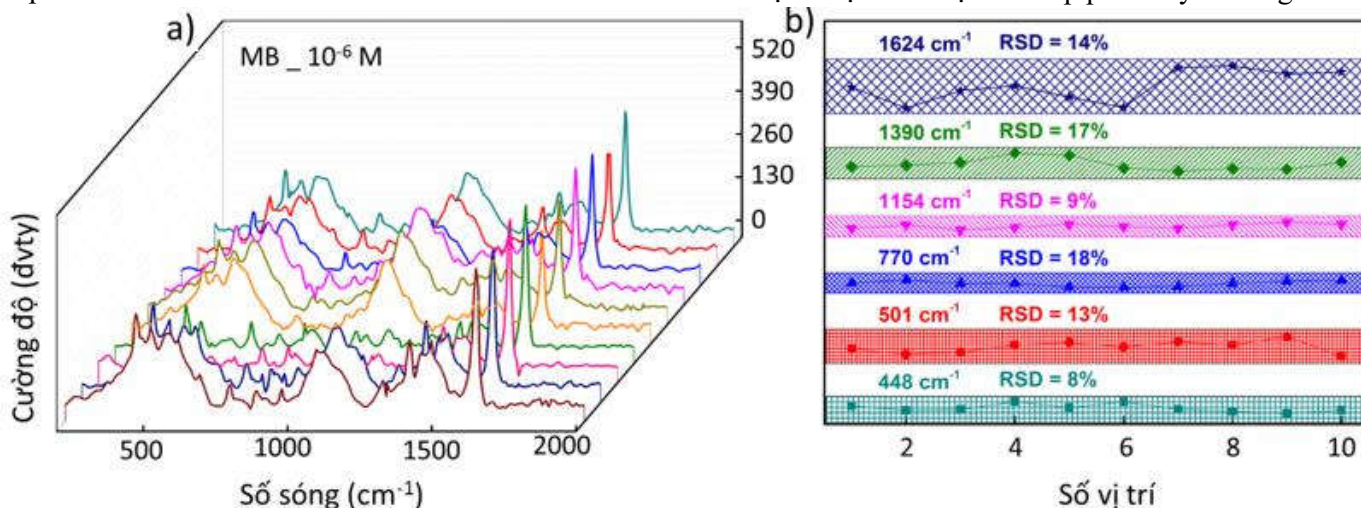 a)
MB _ 10⁻⁶ M
520
390
260
130
0
Cường độ (đvty)
500
1000
1500
2000
Số sóng (cm⁻¹)
b)
1624 cm⁻¹ RSD = 14%
1390 cm⁻¹ RSD = 17%
1154 cm⁻¹ RSD = 9%
770 cm⁻¹ RSD = 18%
501 cm⁻¹ RSD = 13%
448 cm⁻¹ RSD = 8%
2
4
6
8
10
Số vị trí